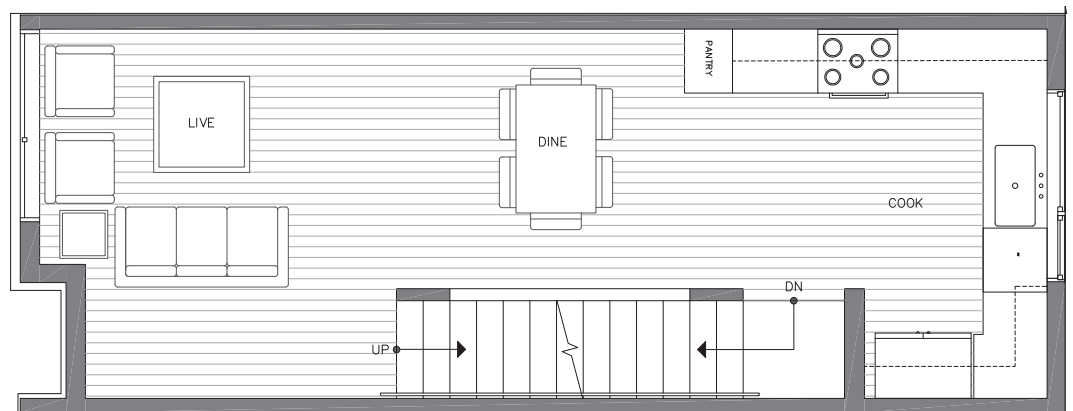 PANTRY
LIVE
DINE
COOK
DN
UP